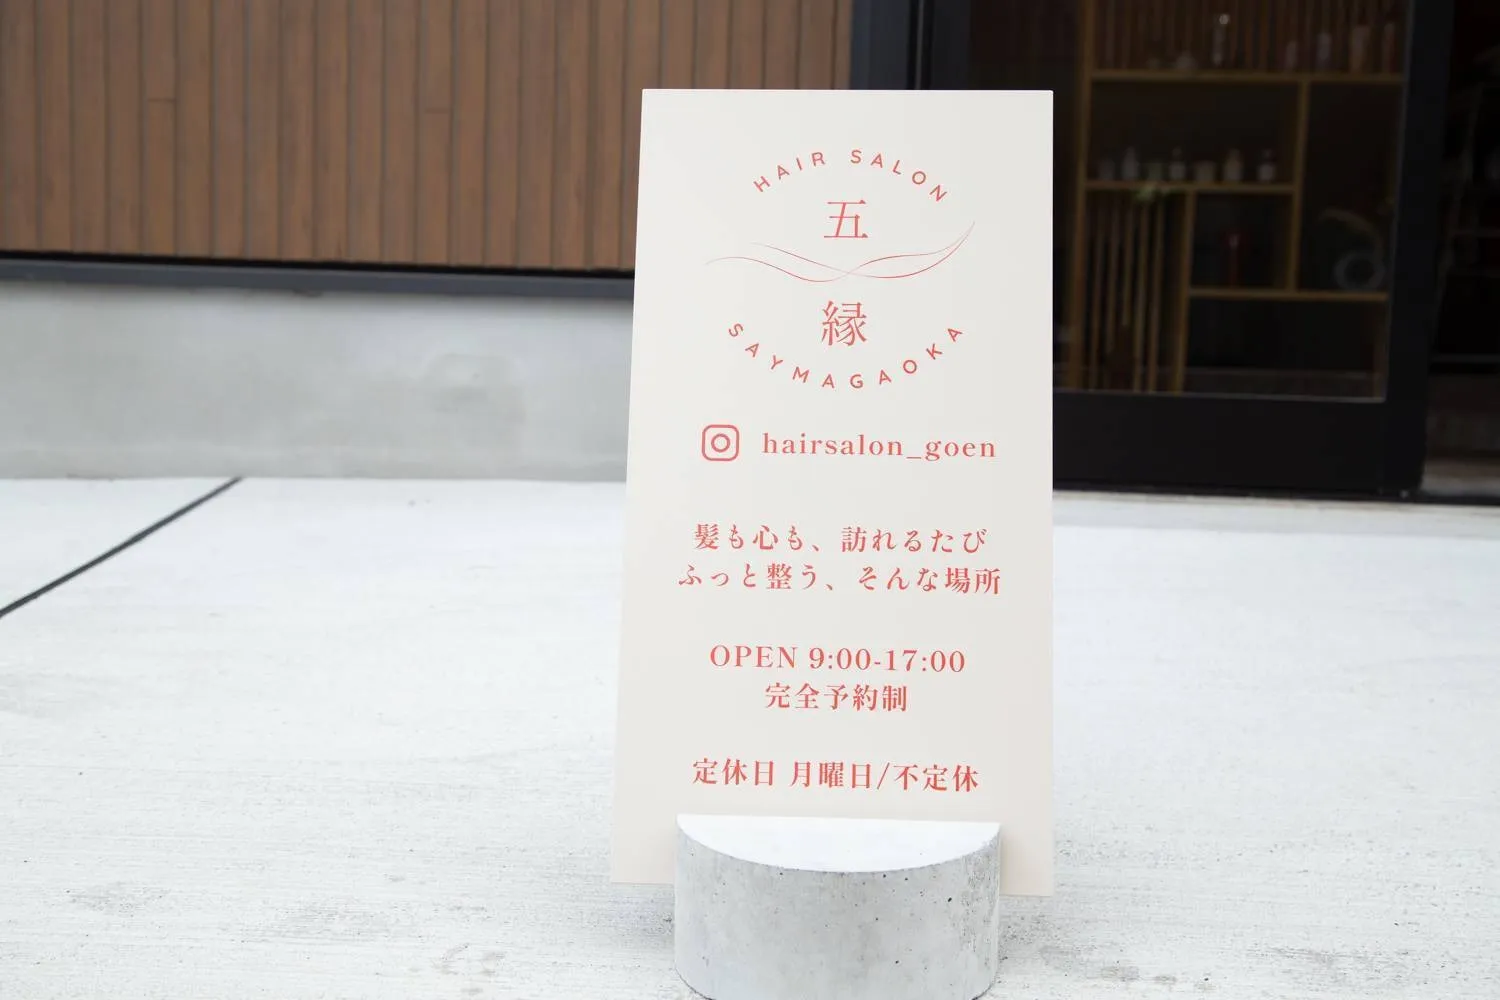 HAIR SALON
五
縁
SAYMAGAOKA
hairsalon_goen
髪も心も、訪れるたび
ふっと整う、そんな場所
OPEN 9:00-17:00
完全予約制
定休日 月曜日/不定休